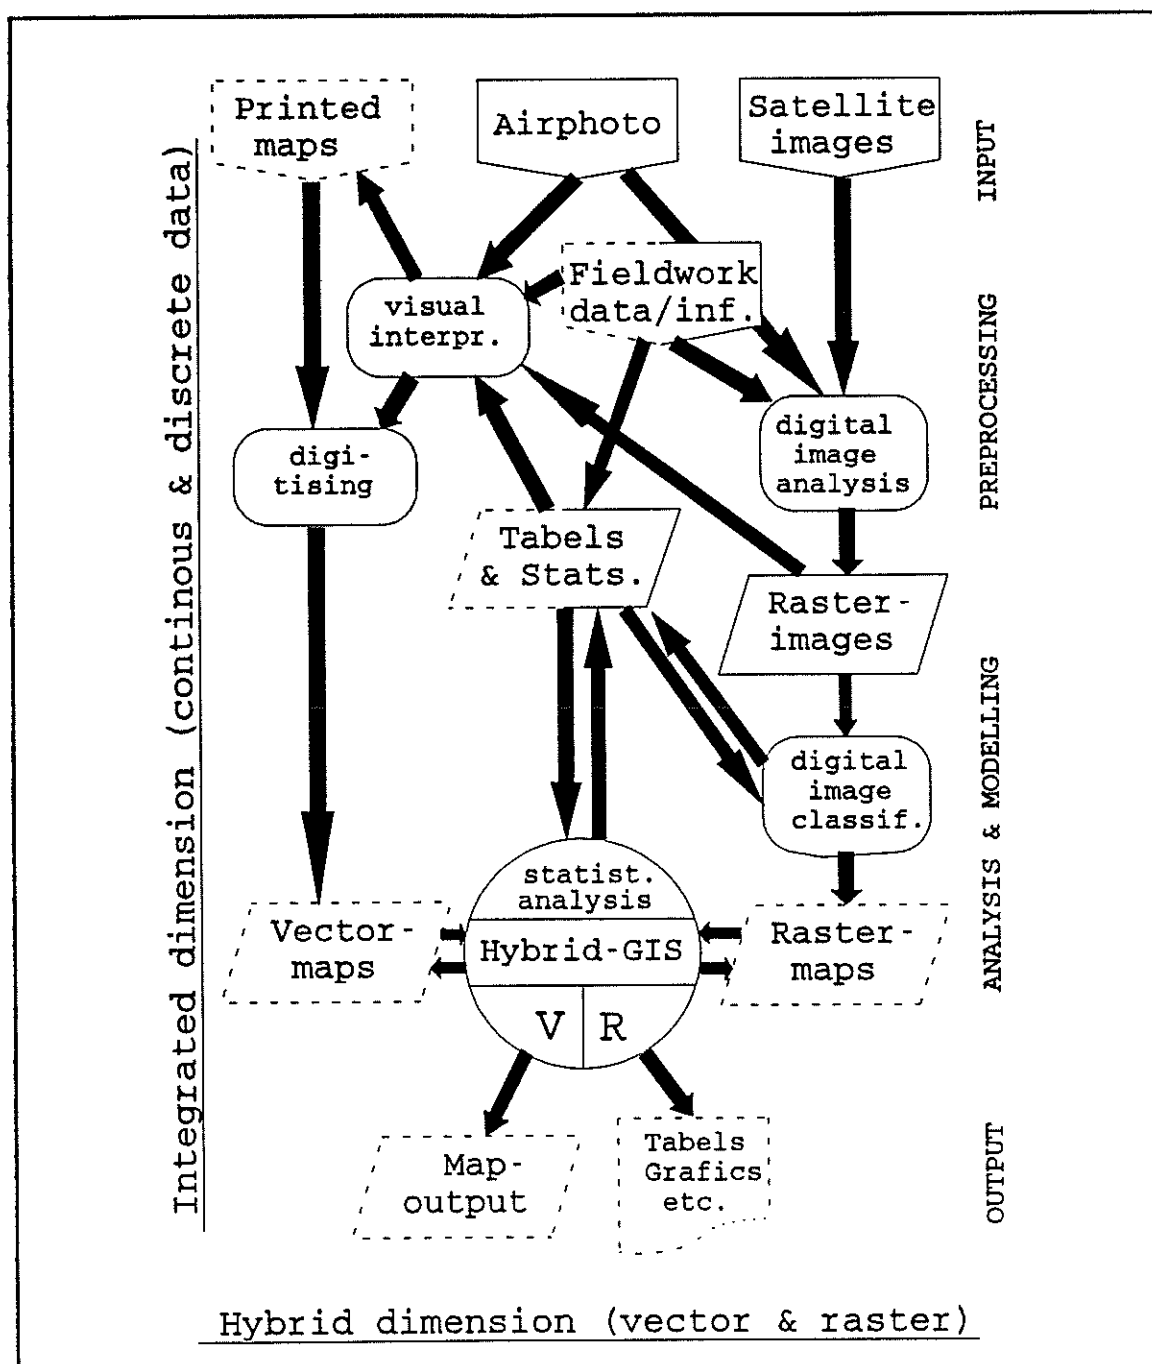 Printed
maps
Airphoto
Satellite
images
INPUT
Fieldwork
data/inf.
visual
interpr.
PREPROCESSING
digital
image
analysis
digi-
tising
Tabels
& Stats.
Raster-
images
ANALYSIS & MODELLING
digital
image
classif.
statist.
analysis
Vector-
maps
Hybrid-GIS
Raster-
maps
V R
Map-
output
Tabels
Grafics
etc.
OUTPUT
Integrated dimension (continous & discrete data)
Hybrid dimension (vector & raster)